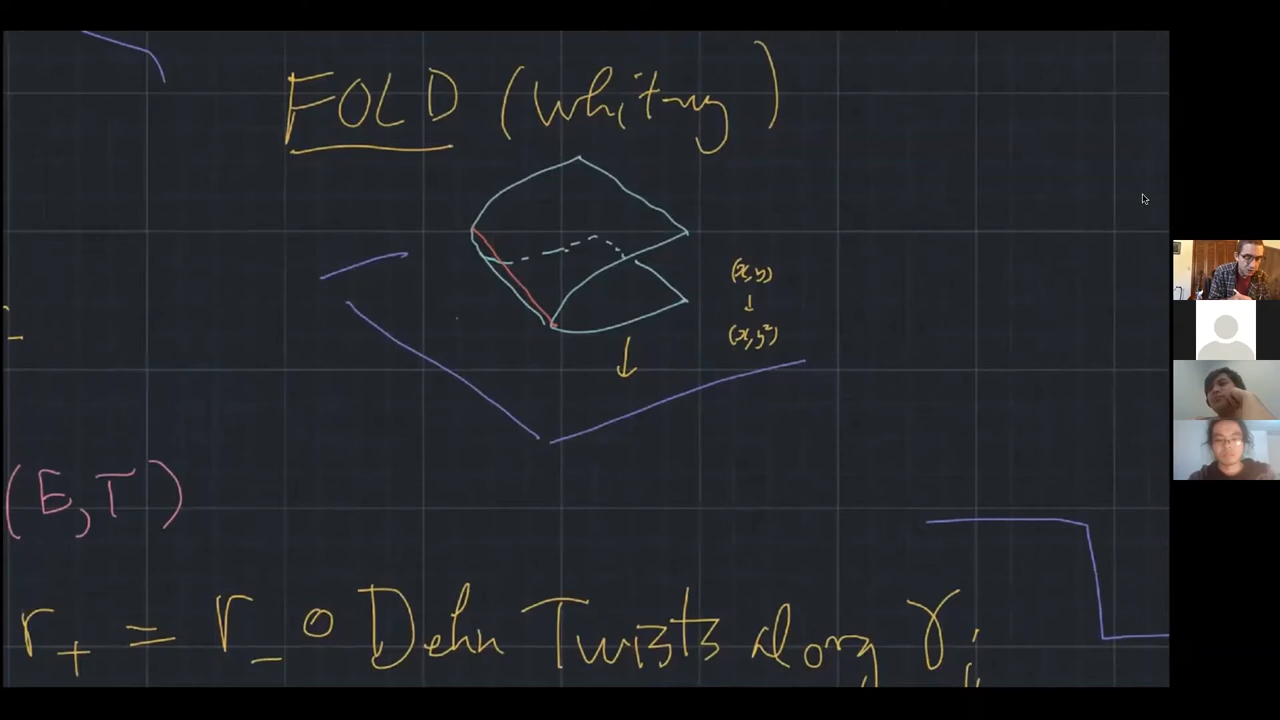 FOLD (Whitney)
(x,y)
↓
(x,y²)
(E,T)
r₊ = r₋ ∘ Dehn Twists along γᵢ